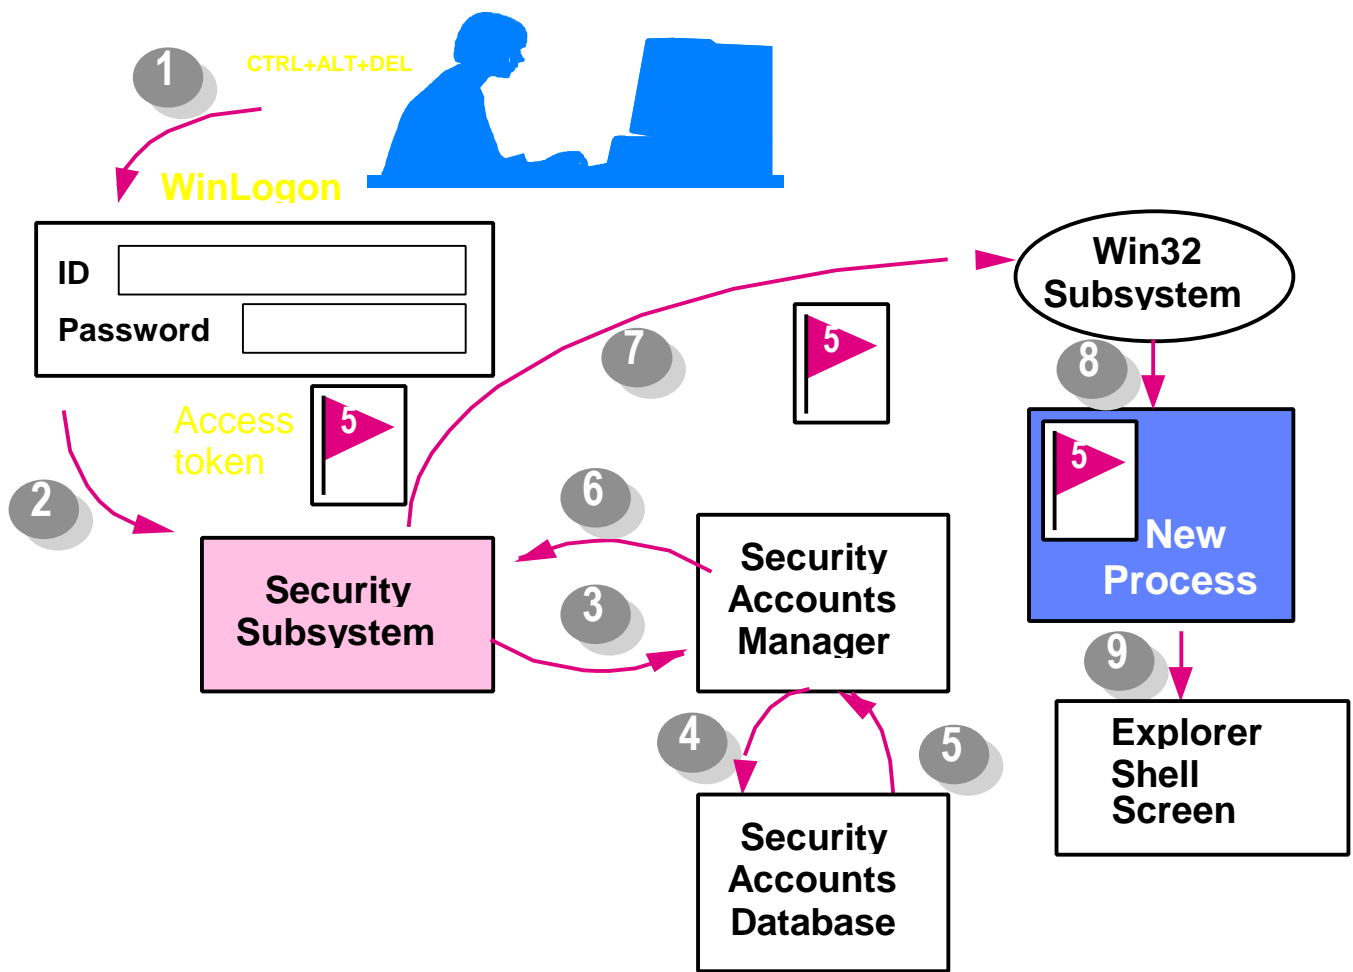 1
CTRL+ALT+DEL
WinLogon
ID
Password
Win32
Subsystem
7
5
8
Access
token
5
2
6
5
New
Process
Security
Subsystem
3
Security
Accounts
Manager
9
4
5
Explorer
Shell
Screen
Security
Accounts
Database